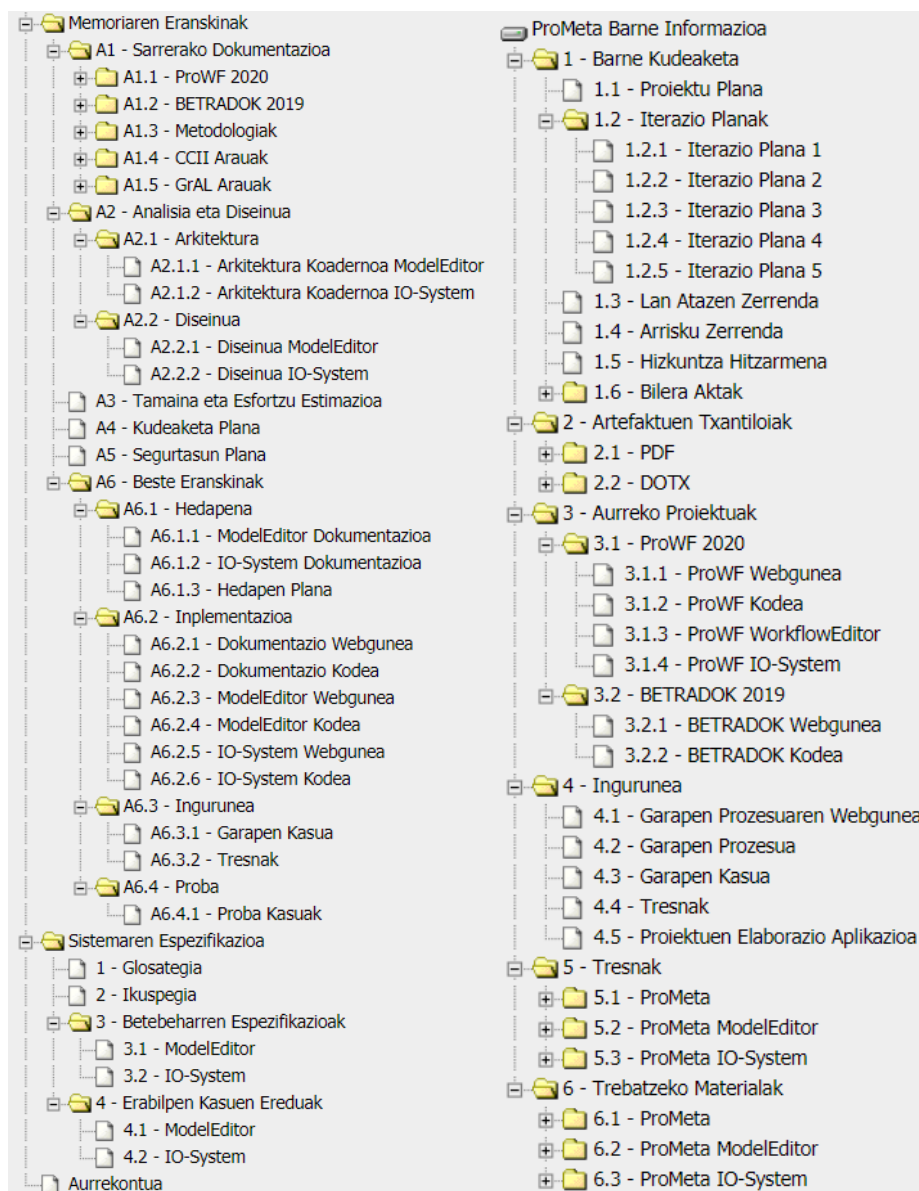 Memoriaren Eranskinak
A1 - Sarrerako Dokumentazioa
A1.1 - ProWF 2020
A1.2 - BETRADOK 2019
A1.3 - Metodologiak
A1.4 - CCII Arauak
A1.5 - GrAL Arauak
A2 - Analisia eta Diseinua
A2.1 - Arkitektura
A2.1.1 - Arkitektura Koadernoa ModelEditor
A2.1.2 - Arkitektura Koadernoa IO-System
A2.2 - Diseinua
A2.2.1 - Diseinua ModelEditor
A2.2.2 - Diseinua IO-System
A3 - Tamaina eta Esfortzu Estimazioa
A4 - Kudeaketa Plana
A5 - Segurtasun Plana
A6 - Beste Eranskinak
A6.1 - Hedapena
A6.1.1 - ModelEditor Dokumentazioa
A6.1.2 - IO-System Dokumentazioa
A6.1.3 - Hedapen Plana
A6.2 - Inplementazioa
A6.2.1 - Dokumentazio Webgunea
A6.2.2 - Dokumentazio Kodea
A6.2.3 - ModelEditor Webgunea
A6.2.4 - ModelEditor Kodea
A6.2.5 - IO-System Webgunea
A6.2.6 - IO-System Kodea
A6.3 - Ingurunea
A6.3.1 - Garapen Kasua
A6.3.2 - Tresnak
A6.4 - Proba
A6.4.1 - Proba Kasuak
Sistemaren Espezifikazioa
1 - Glosategia
2 - Ikuspegia
3 - Betebeharren Espezifikazioak
3.1 - ModelEditor
3.2 - IO-System
4 - Erabilpen Kasuen Ereduak
4.1 - ModelEditor
4.2 - IO-System
Aurrekontua
ProMeta Barne Informazioa
1 - Barne Kudeaketa
1.1 - Proiektu Plana
1.2 - Iterazio Planak
1.2.1 - Iterazio Plana 1
1.2.2 - Iterazio Plana 2
1.2.3 - Iterazio Plana 3
1.2.4 - Iterazio Plana 4
1.2.5 - Iterazio Plana 5
1.3 - Lan Atazen Zerrenda
1.4 - Arrisku Zerrenda
1.5 - Hizkuntza Hitzarmena
1.6 - Bilera Aktak
2 - Artefaktuen Txantiloiak
2.1 - PDF
2.2 - DOTX
3 - Aurreko Proiektuak
3.1 - ProWF 2020
3.1.1 - ProWF Webgunea
3.1.2 - ProWF Kodea
3.1.3 - ProWF WorkflowEditor
3.1.4 - ProWF IO-System
3.2 - BETRADOK 2019
3.2.1 - BETRADOK Webgunea
3.2.2 - BETRADOK Kodea
4 - Ingurunea
4.1 - Garapen Prozesuaren Webgunea
4.2 - Garapen Prozesua
4.3 - Garapen Kasua
4.4 - Tresnak
4.5 - Proiektuen Elaborazio Aplikazioa
5 - Tresnak
5.1 - ProMeta
5.2 - ProMeta ModelEditor
5.3 - ProMeta IO-System
6 - Trebatzeko Materialak
6.1 - ProMeta
6.2 - ProMeta ModelEditor
6.3 - ProMeta IO-System